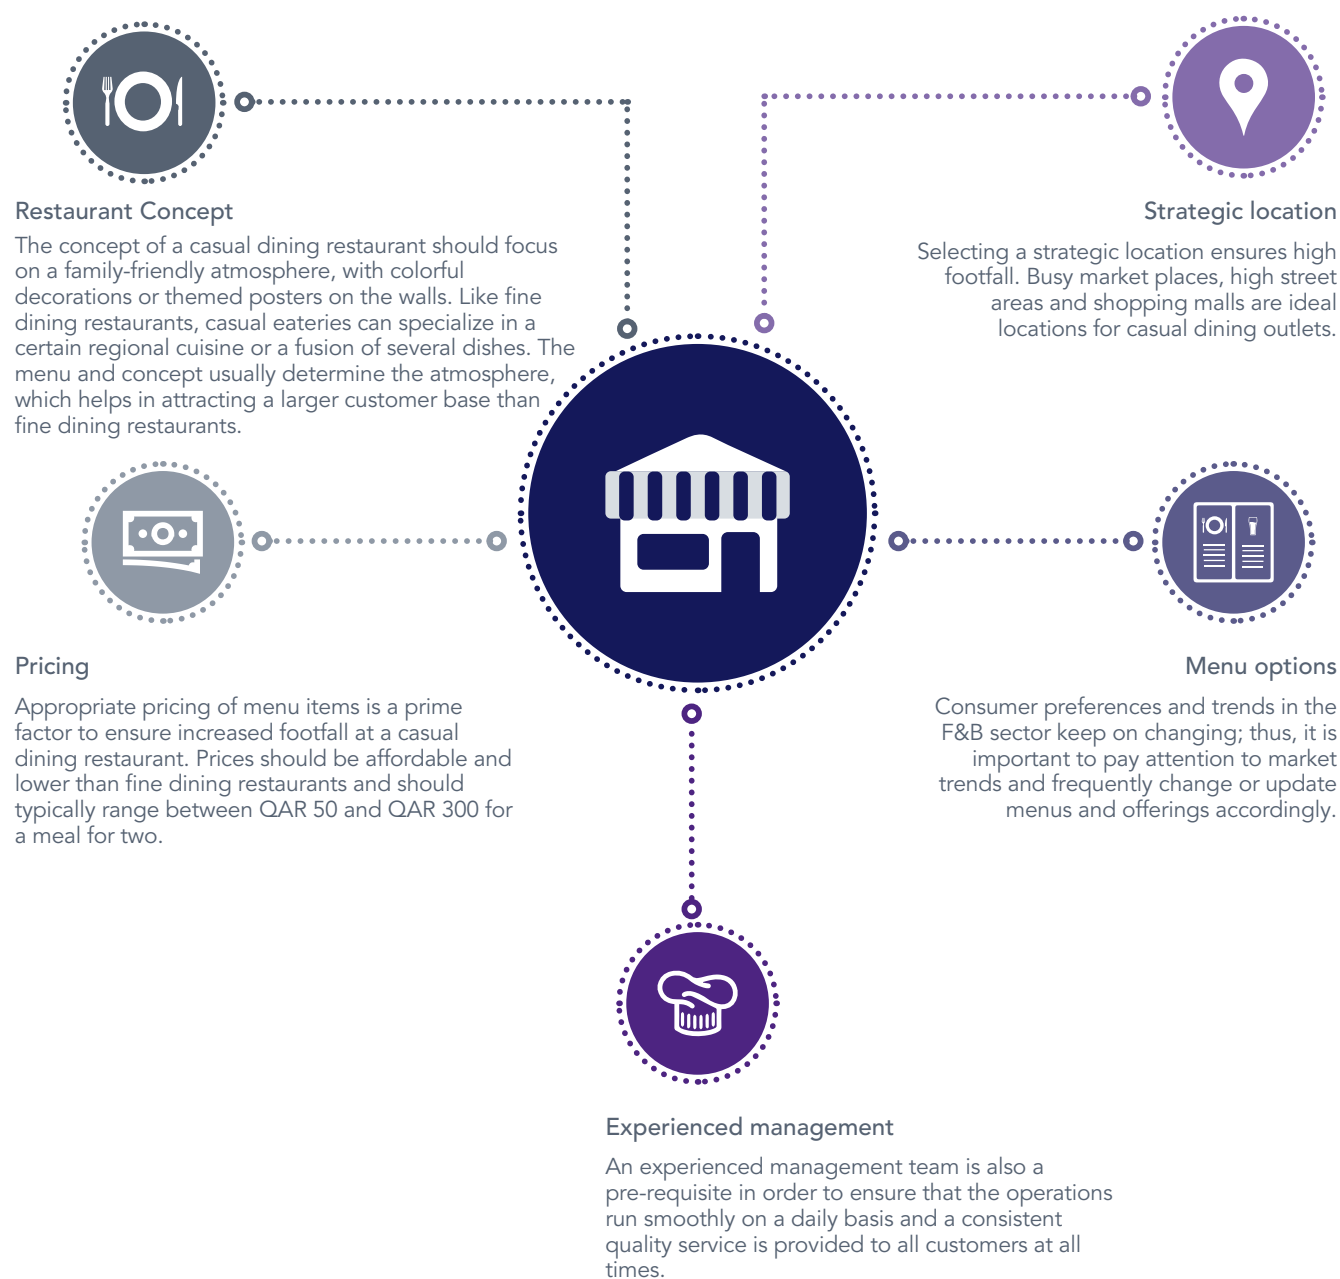 Restaurant Concept
The concept of a casual dining restaurant should focus
on a family-friendly atmosphere, with colorful
decorations or themed posters on the walls. Like fine
dining restaurants, casual eateries can specialize in a
certain regional cuisine or a fusion of several dishes. The
menu and concept usually determine the atmosphere,
which helps in attracting a larger customer base than
fine dining restaurants.
Strategic location
Selecting a strategic location ensures high
footfall. Busy market places, high street
areas and shopping malls are ideal
locations for casual dining outlets.
Pricing
Appropriate pricing of menu items is a prime
factor to ensure increased footfall at a casual
dining restaurant. Prices should be affordable and
lower than fine dining restaurants and should
typically range between QAR 50 and QAR 300 for
a meal for two.
Menu options
Consumer preferences and trends in the
F&B sector keep on changing; thus, it is
important to pay attention to market
trends and frequently change or update
menus and offerings accordingly.
Experienced management
An experienced management team is also a
pre-requisite in order to ensure that the operations
run smoothly on a daily basis and a consistent
quality service is provided to all customers at all
times.